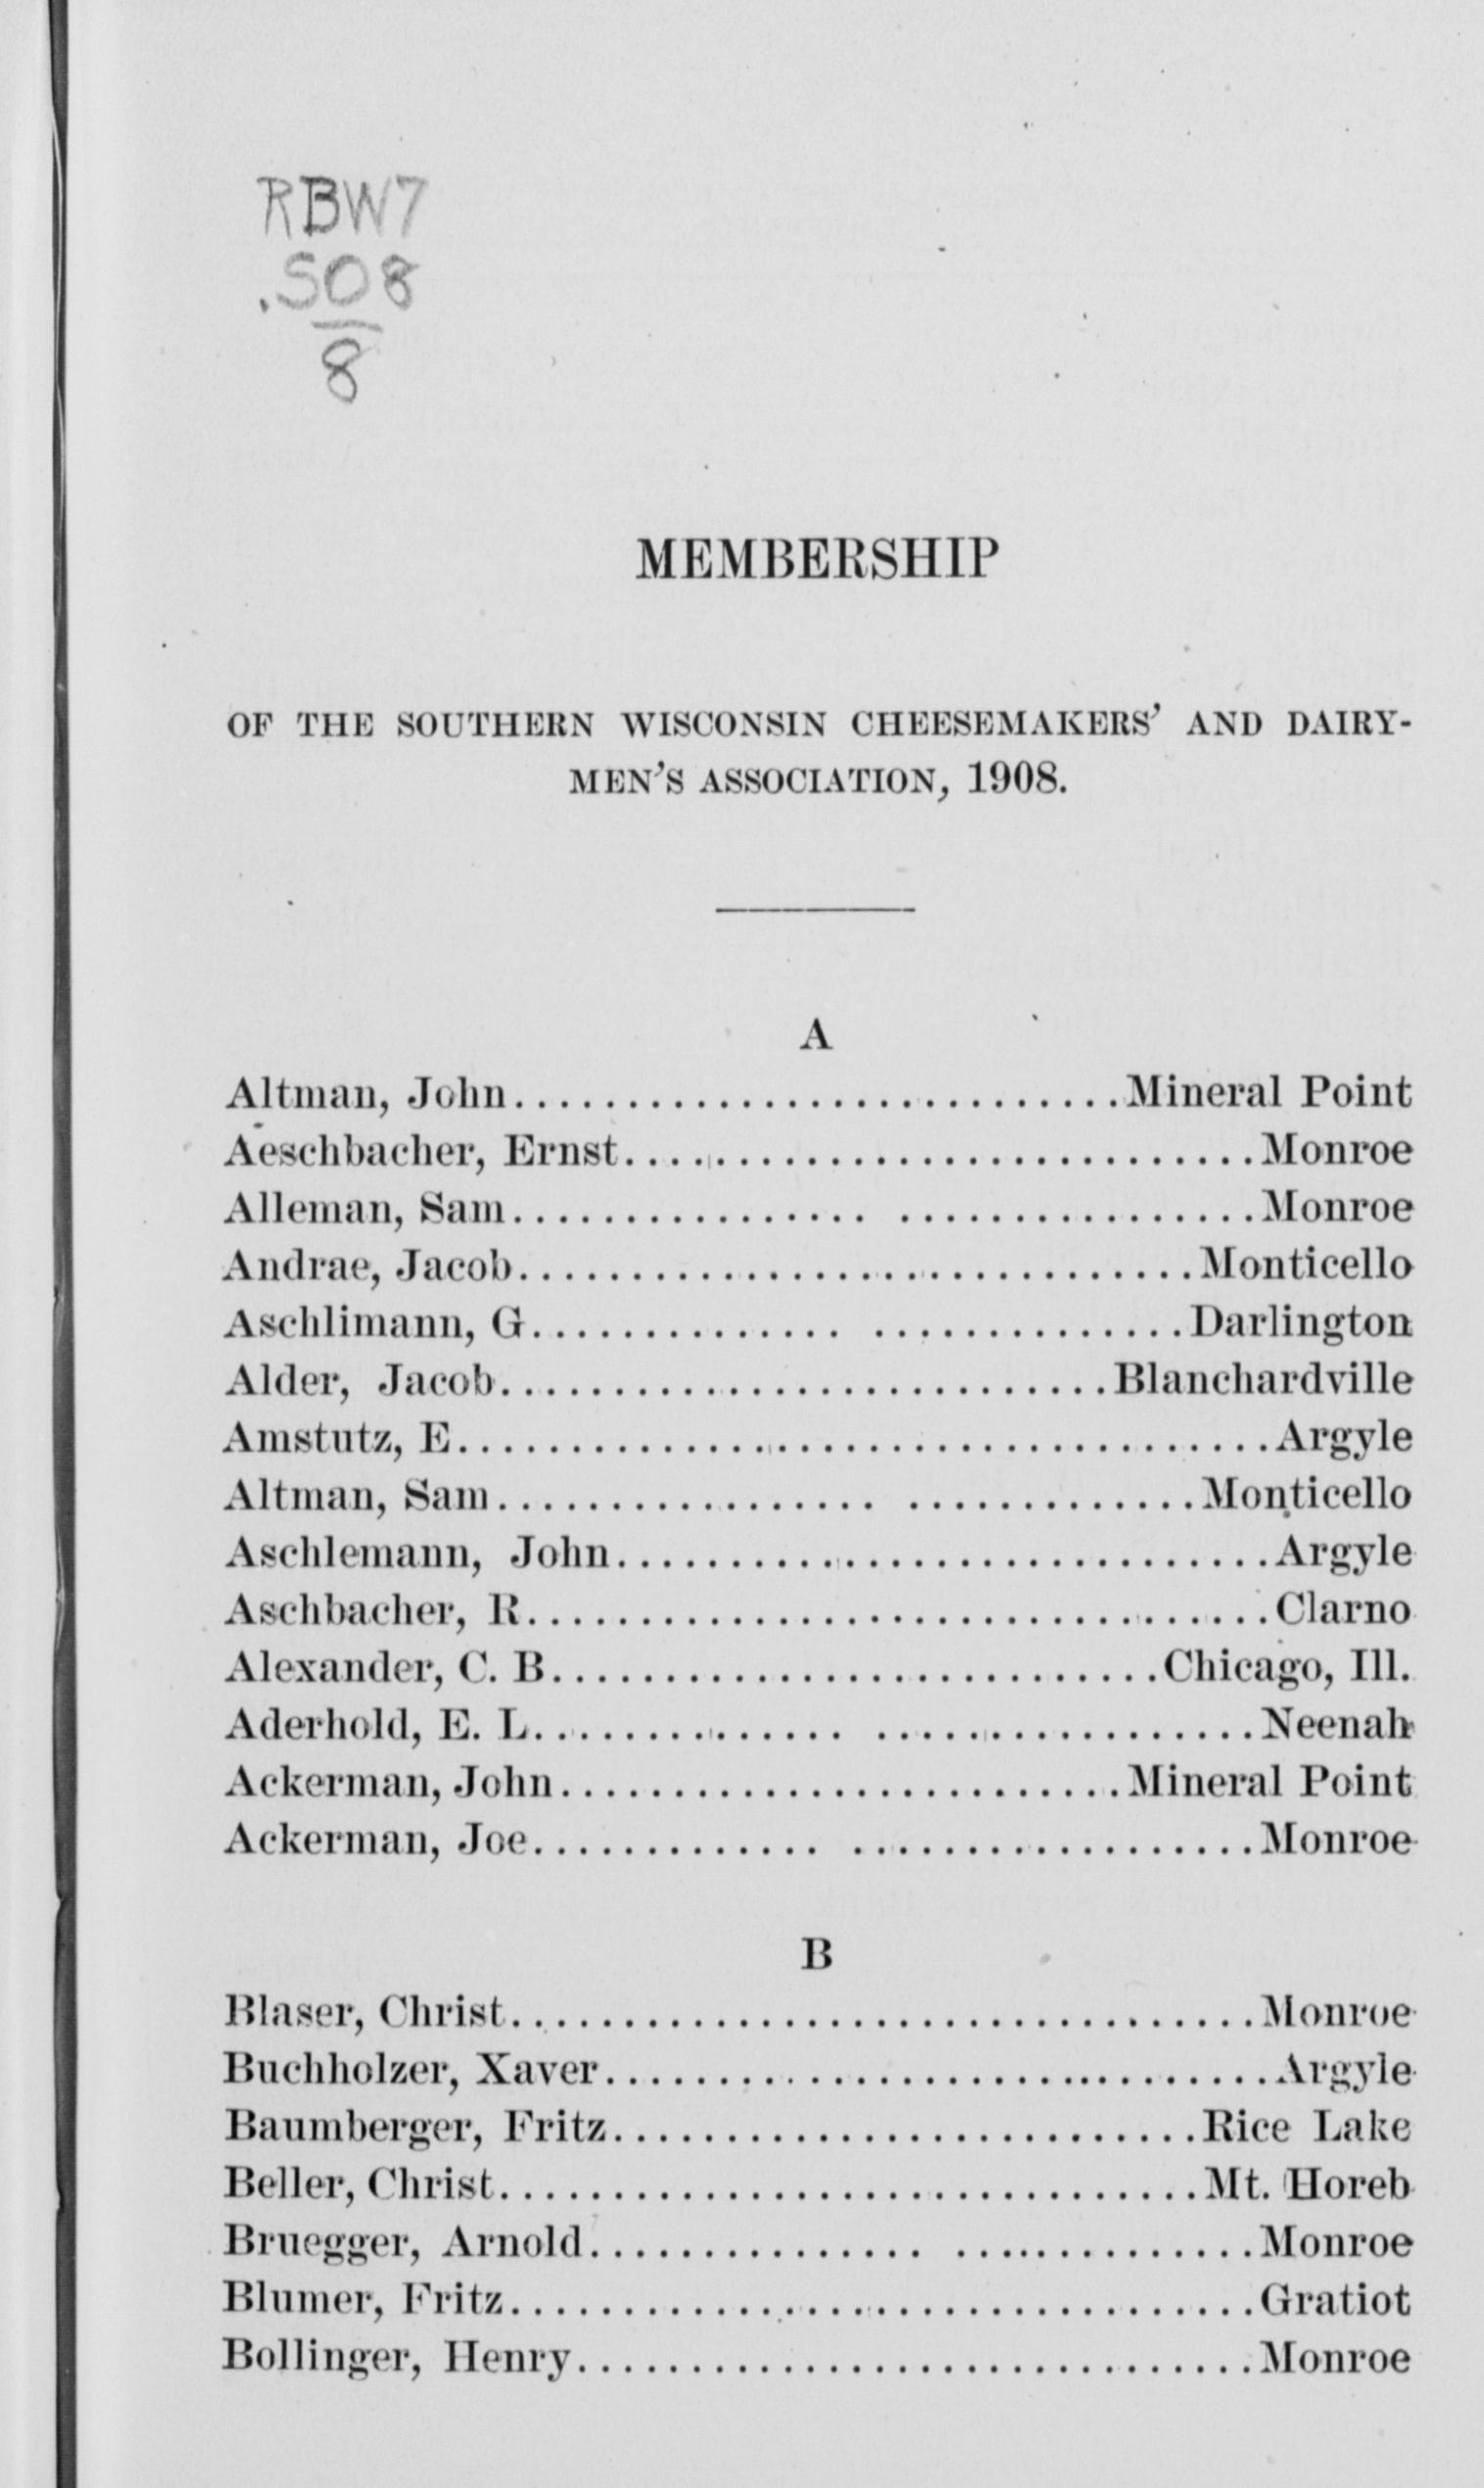 RBW7
.S08
8
MEMBERSHIP
OF THE SOUTHERN WISCONSIN CHEESEMAKERS' AND DAIRY-
MEN'S ASSOCIATION, 1908.
A
Altman, John..............................Mineral Point
Aeschbacher, Ernst..............................Monroe
Alleman, Sam................ ................Monroe
Andrae, Jacob..............................Monticello
Aschlimann, G.............. ..............Darlington
Alder, Jacob...........................Blanchardville
Amstutz, E....................................Argyle
Altman, Sam................. .............Monticello
Aschlemann, John.............................Argyle
Aschbacher, R.................................Clarno
Alexander, C. B...........................Chicago, Ill.
Aderhold, E. L.............. .................Neenah
Ackerman, John.........................Mineral Point
Ackerman, Joe............. ..................Monroe
B
Blaser, Christ.................................Monroe
Buchholzer, Xaver..............................Argyle
Baumberger, Fritz..........................Rice Lake
Beller, Christ...............................Mt. Horeb
Bruegger, Arnold............... ..............Monroe
Blumer, Fritz.................................Gratiot
Bollinger, Henry..............................Monroe